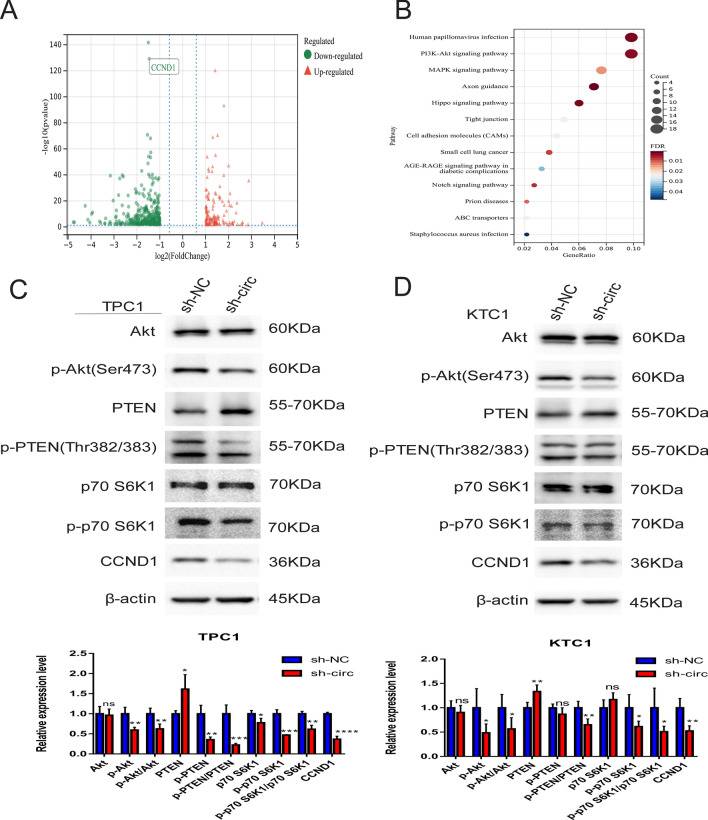 A
Regulated
Down-regulated
Up-regulated
CCND1
140
120
100
80
60
40
20
0
-log10(pvalue)
-5
-4
-3
-2
-1
0
1
2
3
4
5
log2(FoldChange)
B
Human papillomavirus infection
PI3K-Akt signaling pathway
MAPK signaling pathway
Axon guidance
Hippo signaling pathway
Tight junction
Cell adhesion molecules (CAMs)
Small cell lung cancer
AGE-RAGE signaling pathway in
diabetic complications
Notch signaling pathway
Prion diseases
ABC transporters
Staphylococcus aureus infection
Pathway
0.02
0.04
0.06
0.08
0.10
GeneRatio
Count
4
6
8
10
12
14
16
18
FDR
0.01
0.02
0.03
0.04
C
TPC1
sh-NC
sh-circ
Akt 60KDa
p-Akt(Ser473) 60KDa
PTEN 55-70KDa
p-PTEN(Thr382/383) 55-70KDa
p70 S6K1 70KDa
p-p70 S6K1 70KDa
CCND1 36KDa
β-actin 45KDa
D
KTC1
sh-NC
sh-circ
Akt 60KDa
p-Akt(Ser473) 60KDa
PTEN 55-70KDa
p-PTEN(Thr382/383) 55-70KDa
p70 S6K1 70KDa
p-p70 S6K1 70KDa
CCND1 36KDa
β-actin 45KDa
TPC1
sh-NC
sh-circ
Relative expression level
2.5
2.0
1.5
1.0
0.5
0.0
ns
**
**
*
**
***
*
***
**
****
Akt
p-Akt
p-Akt/Akt
PTEN
p-PTEN
p-PTEN/PTEN
p70 S6K1
p-p70 S6K1
p-p70 S6K1/p70 S6K1
CCND1
KTC1
sh-NC
sh-circ
Relative expression level
2.0
1.5
1.0
0.5
0.0
ns
*
*
**
ns
**
ns
*
*
**
Akt
p-Akt
p-Akt/Akt
PTEN
p-PTEN
p-PTEN/PTEN
p70 S6K1
p-p70 S6K1
p-p70 S6K1/p70 S6K1
CCND1